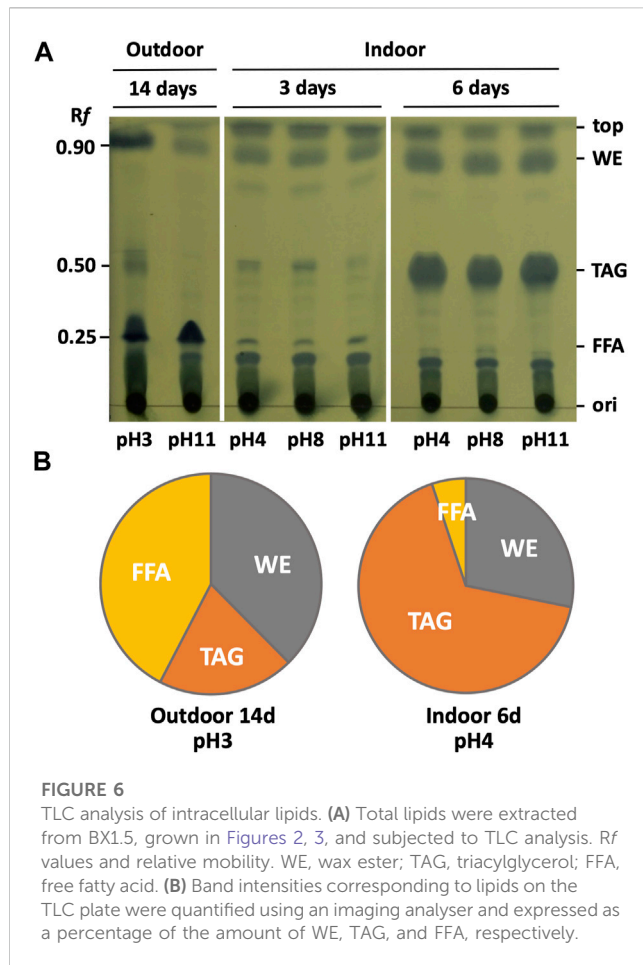 A
Outdoor Indoor
14 days 3 days 6 days
Rf
top
0.90 WE
0.50 TAG
0.25 FFA
ori
pH3 pH11 pH4 pH8 pH11 pH4 pH8 pH11
B
FFA WE TAG
FFA WE TAG
Outdoor 14d
pH3
Indoor 6d
pH4
FIGURE 6
TLC analysis of intracellular lipids. (A) Total lipids were extracted
from BX1.5, grown in Figures 2, 3, and subjected to TLC analysis. Rf
values and relative mobility. WE, wax ester; TAG, triacylglycerol; FFA,
free fatty acid. (B) Band intensities corresponding to lipids on the
TLC plate were quantified using an imaging analyser and expressed as
a percentage of the amount of WE, TAG, and FFA, respectively.